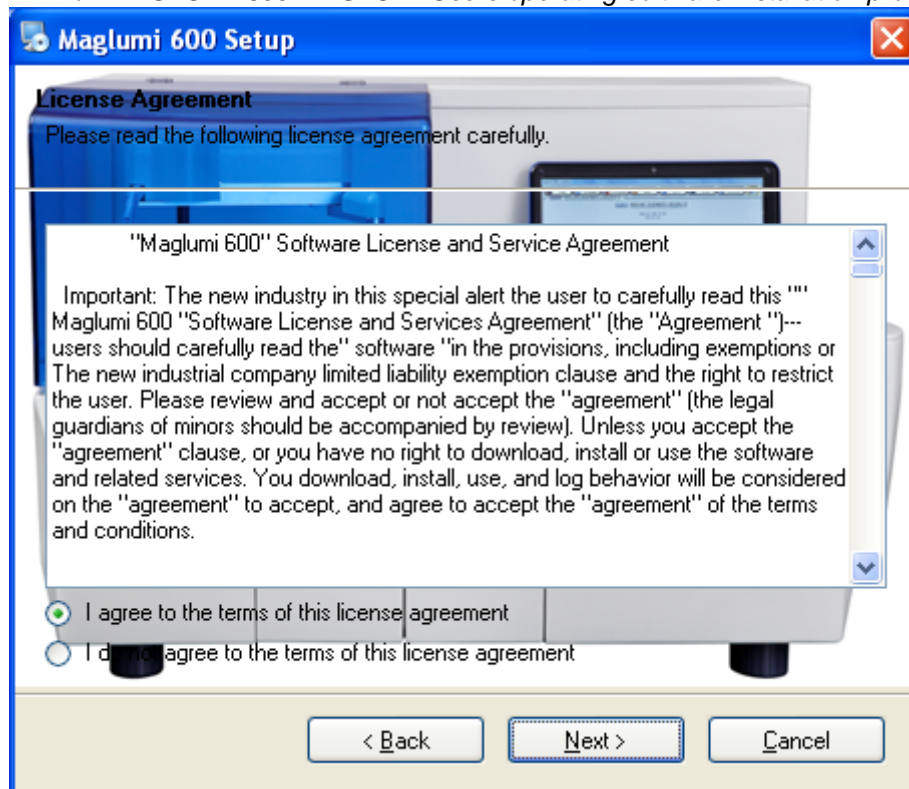 Maglumi 600 Setup
License Agreement
Please read the following license agreement carefully.
"Maglumi 600" Software License and Service Agreement
Important: The new industry in this special alert the user to carefully read this ""
Maglumi 600 "Software License and Services Agreement" (the "Agreement ")---
users should carefully read the" software "in the provisions, including exemptions or
The new industrial company limited liability exemption clause and the right to restrict
the user. Please review and accept or not accept the "agreement" (the legal
guardians of minors should be accompanied by review). Unless you accept the
"agreement" clause, or you have no right to download, install or use the software
and related services. You download, install, use, and log behavior will be considered
on the "agreement" to accept, and agree to accept the "agreement" of the terms
and conditions.
I agree to the terms of this license agreement
I do not agree to the terms of this license agreement
< Back Next > Cancel